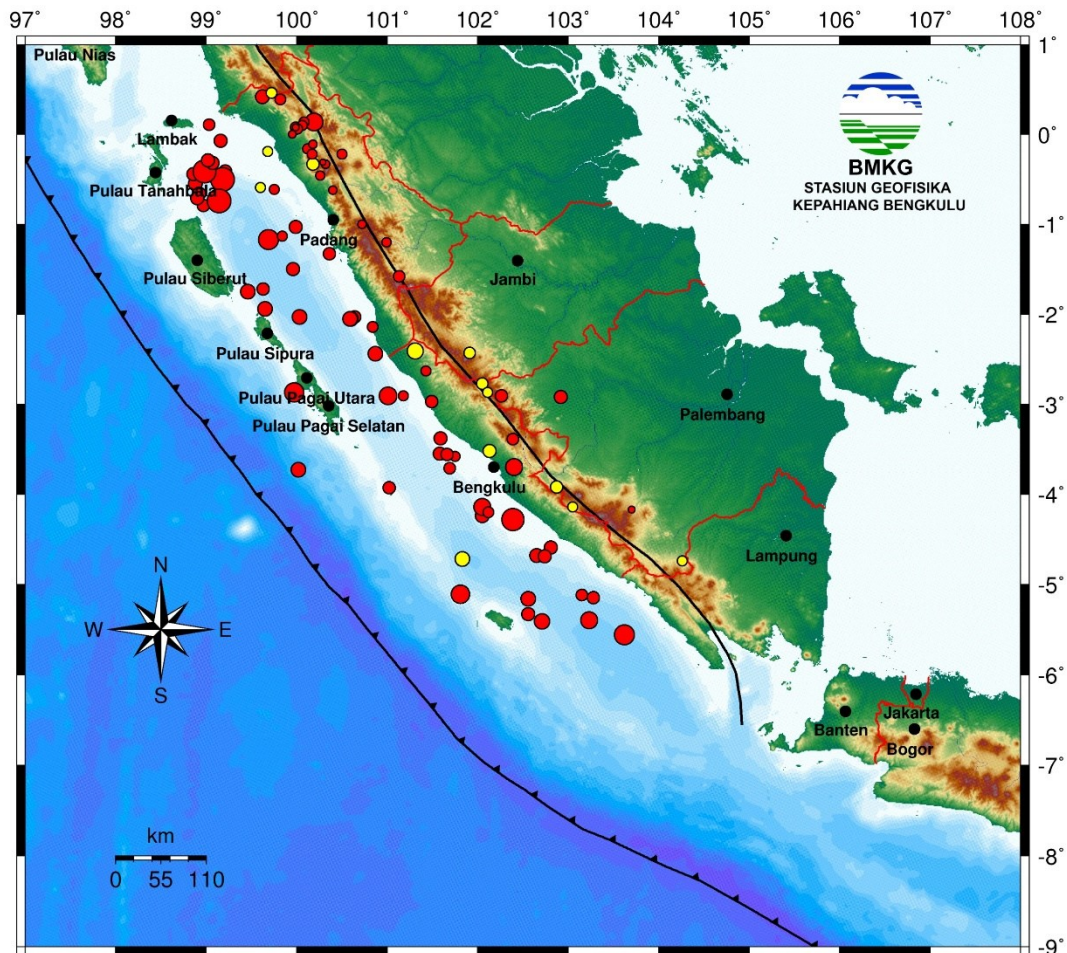 97° 98° 99° 100° 101° 102° 103° 104° 105° 106° 107° 108°
1°
Pulau Nias
0°
Lambak
BMKG
STASIUN GEOFISIKA
KEPAHIANG BENGKULU
Pulau Tanahbala
-1°
Padang
Pulau Siberut
Jambi
-2°
Pulau Sipura
Pulau Pagai Utara
-3°
Palembang
Pulau Pagai Selatan
Bengkulu
-4°
Lampung
-5°
N
W E
S
-6°
Jakarta
Banten
Bogor
-7°
km
0 55 110
-8°
-9°